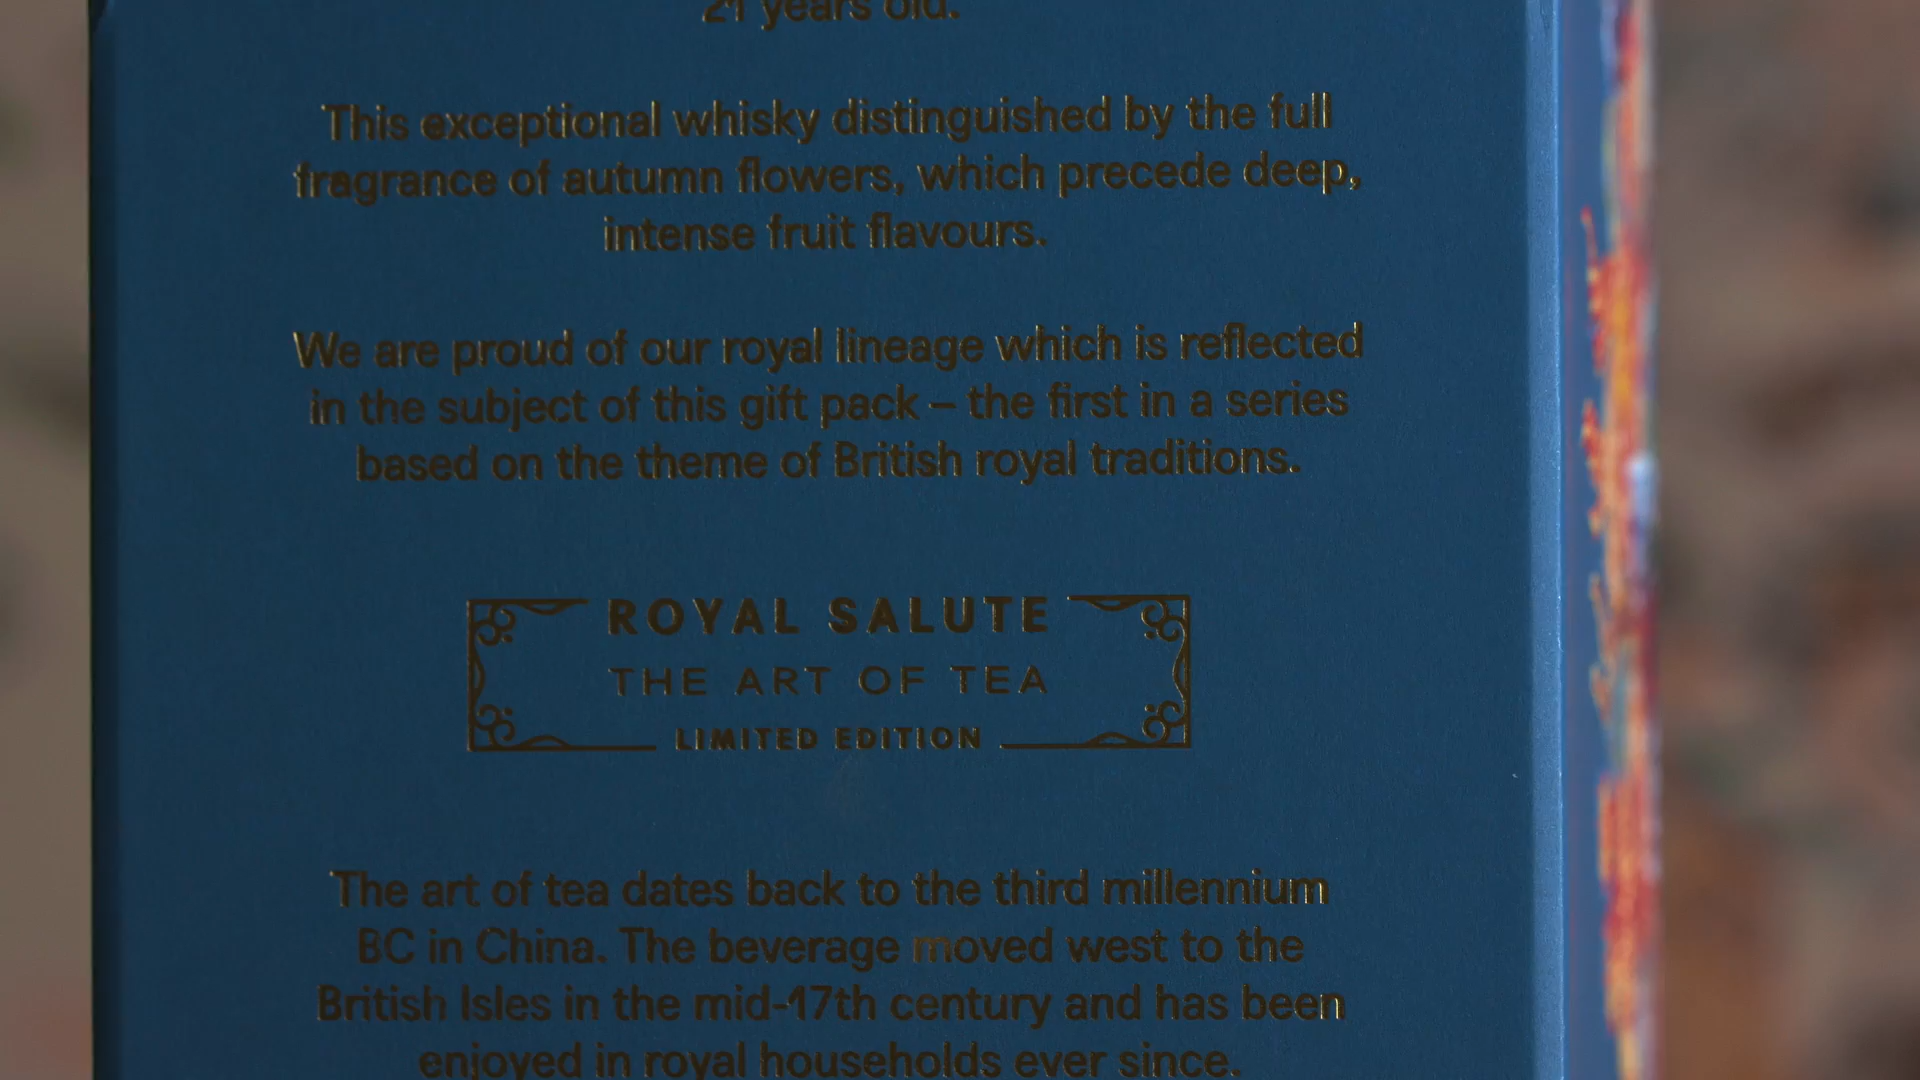 21 years old.
This exceptional whisky distinguished by the full
fragrance of autumn flowers, which precede deep,
intense fruit flavours.
We are proud of our royal lineage which is reflected
in the subject of this gift pack – the first in a series
based on the theme of British royal traditions.
ROYAL SALUTE
THE ART OF TEA
LIMITED EDITION
The art of tea dates back to the third millennium
BC in China. The beverage moved west to the
British Isles in the mid-17th century and has been
enjoyed in royal households ever since.